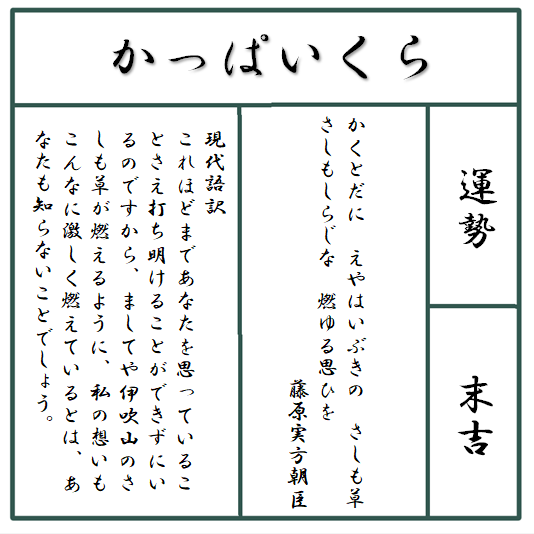 かっぱいくら
運勢
末吉
かくとだに　えやはいぶきの　さしも草
さしもしらじな　燃ゆる思ひを
藤原実方朝臣
現代語訳
これほどまであなたを思っているこ
とさえ打ち明けることができずにい
るのですから、ましてや伊吹山のさ
しも草が燃えるように、私の想いも
こんなに激しく燃えているとは、あ
なたも知らないことでしょう。